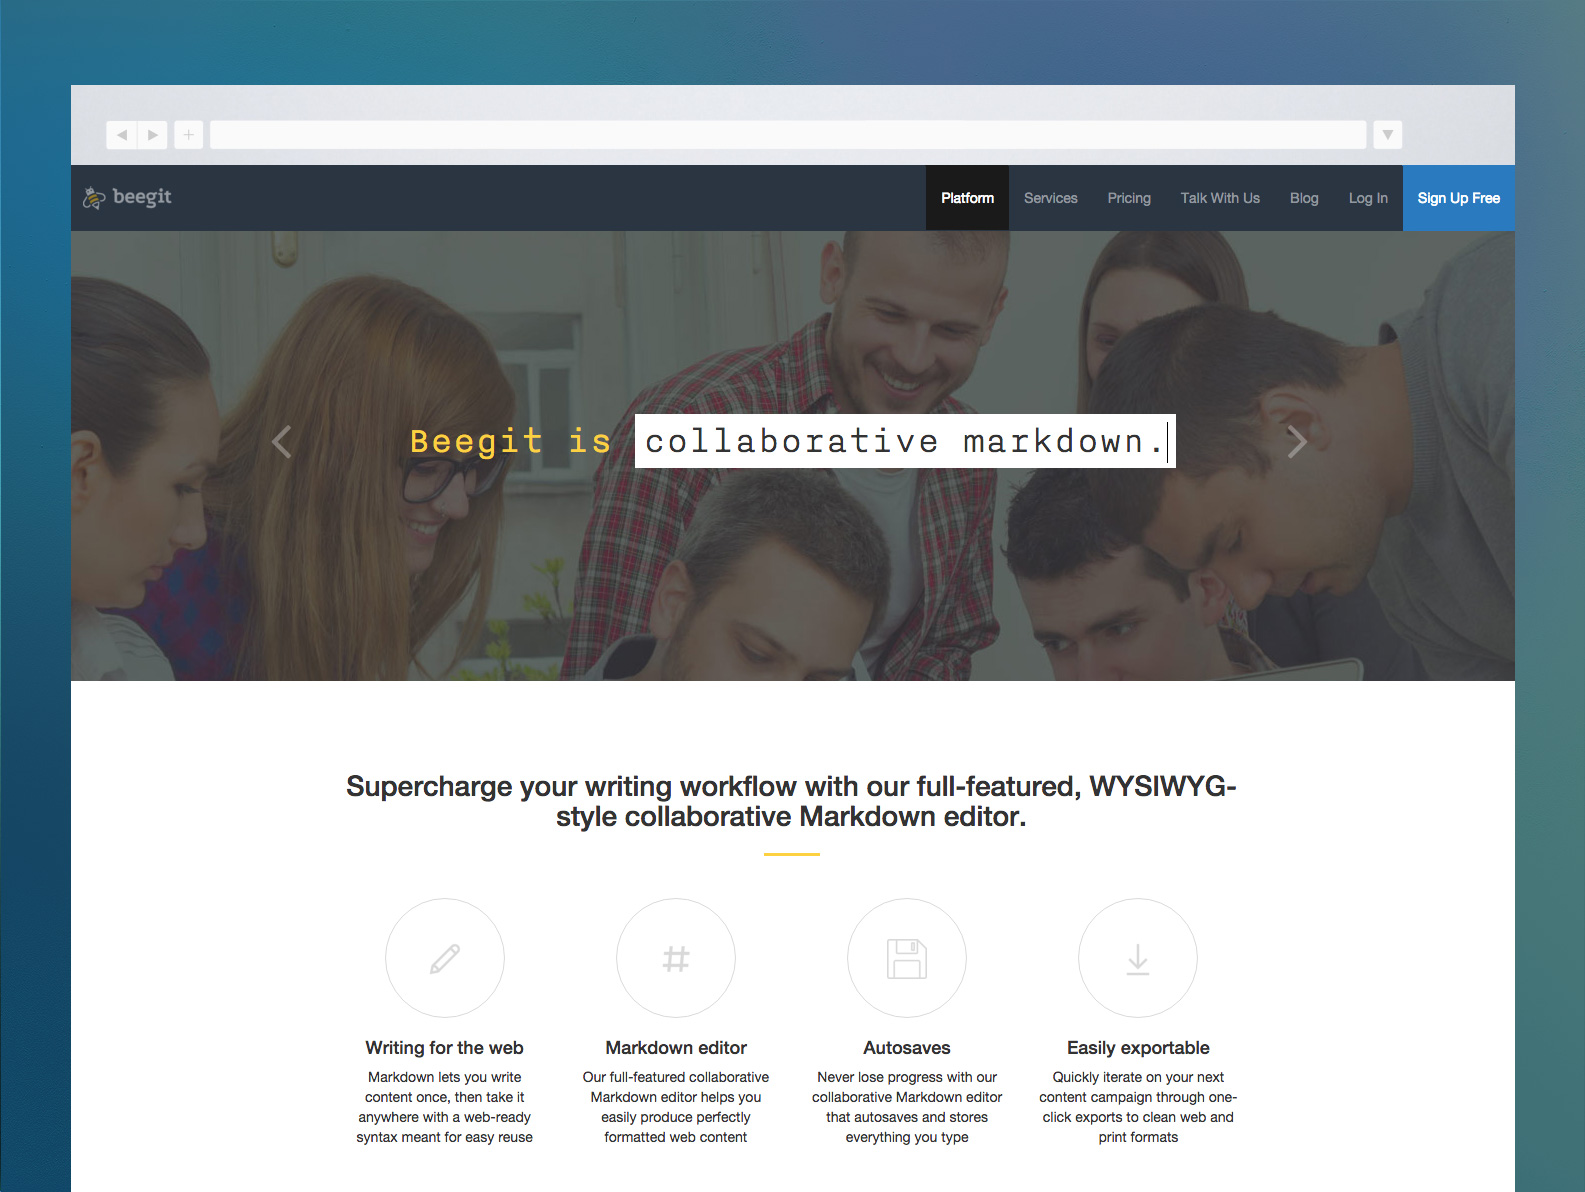 beegit
Platform
Services
Pricing
Talk With Us
Blog
Log In
Sign Up Free
Beegit is collaborative markdown.
Supercharge your writing workflow with our full-featured, WYSIWYG-
style collaborative Markdown editor.
Writing for the web
Markdown lets you write
content once, then take it
anywhere with a web-ready
syntax meant for easy reuse
Markdown editor
Our full-featured collaborative
Markdown editor helps you
easily produce perfectly
formatted web content
Autosaves
Never lose progress with our
collaborative Markdown editor
that autosaves and stores
everything you type
Easily exportable
Quickly iterate on your next
content campaign through one-
click exports to clean web and
print formats